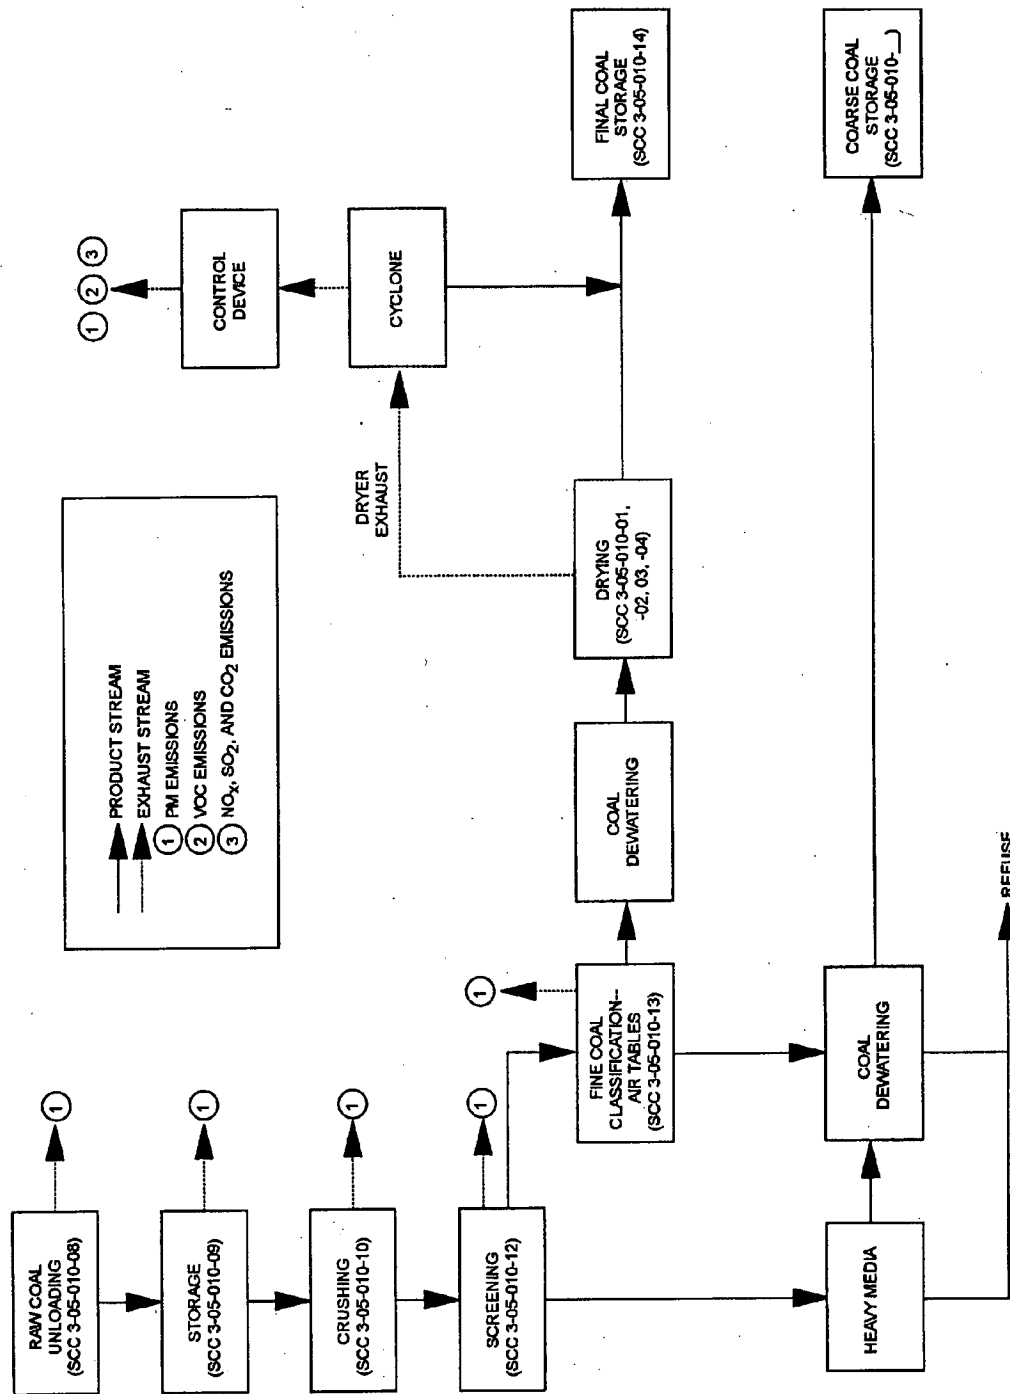 PRODUCT STREAM
EXHAUST STREAM
1 PM EMISSIONS
2 VOC EMISSIONS
3 NOX, SO2, AND CO2 EMISSIONS
RAW COAL
UNLOADING
(SCC 3-05-010-08)
1
STORAGE
(SCC 3-05-010-09)
1
CRUSHING
(SCC 3-05-010-10)
1
SCREENING
(SCC 3-05-010-12)
1
FINE COAL
CLASSIFICATION--
AIR TABLES
(SCC 3-05-010-13)
1
COAL
DEWATERING
DRYING
(SCC 3-05-010-01,
-02, 03, -04)
DRYER
EXHAUST
CYCLONE
CONTROL
DEVICE
1 2 3
FINAL COAL
STORAGE
(SCC 3-05-010-14)
HEAVY MEDIA
COAL
DEWATERING
COARSE COAL
STORAGE
(SCC 3-05-010-__)
REFUSE